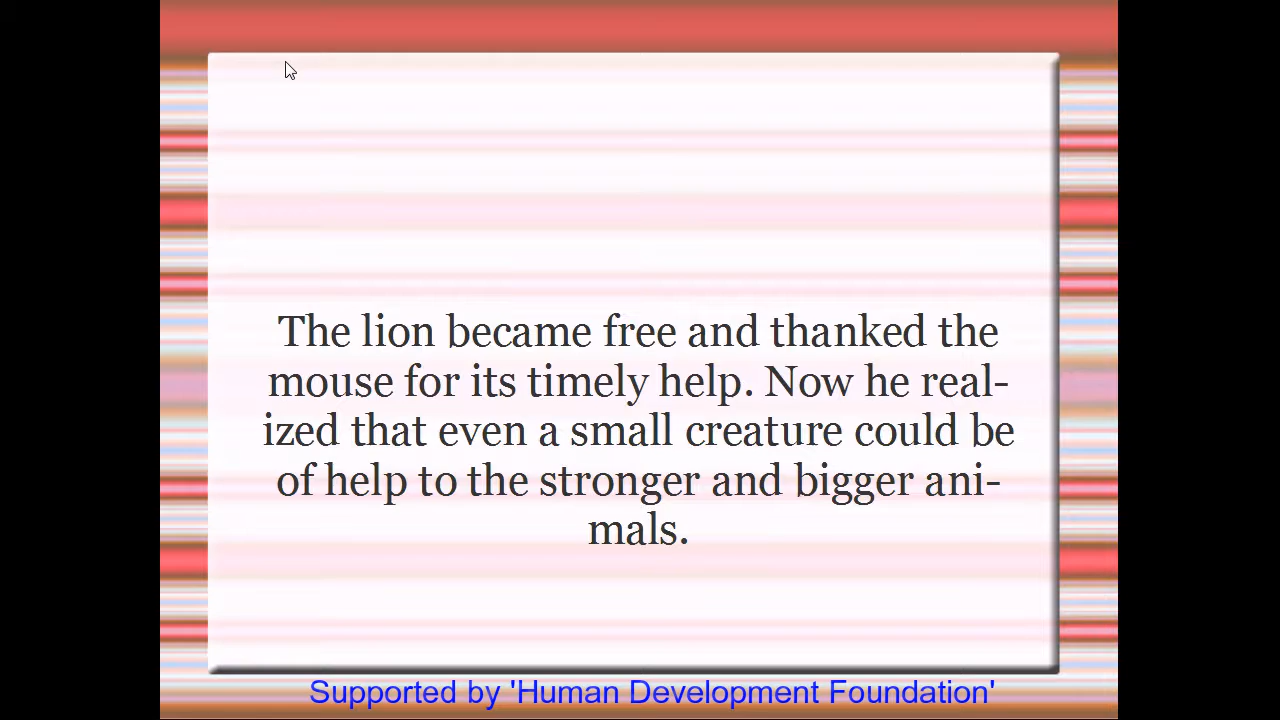 The lion became free and thanked the
mouse for its timely help. Now he real-
ized that even a small creature could be
of help to the stronger and bigger ani-
mals.
Supported by 'Human Development Foundation'